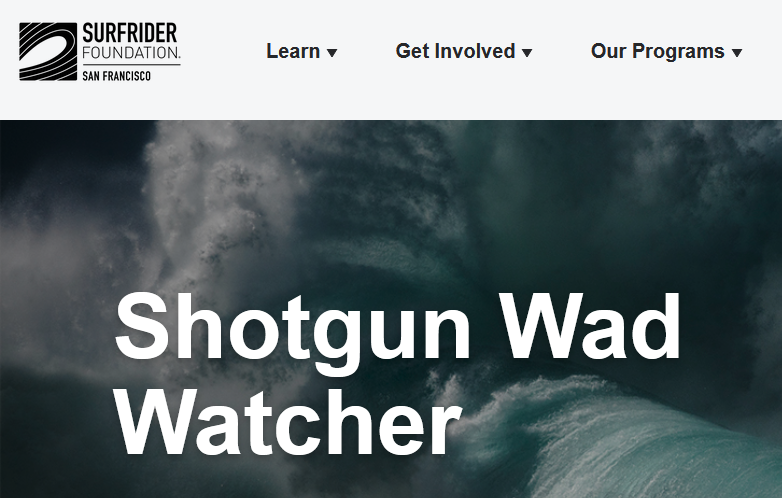 SURFRIDER
FOUNDATION.
SAN FRANCISCO
Learn ▼ Get Involved ▼ Our Programs ▼
Shotgun Wad
Watcher